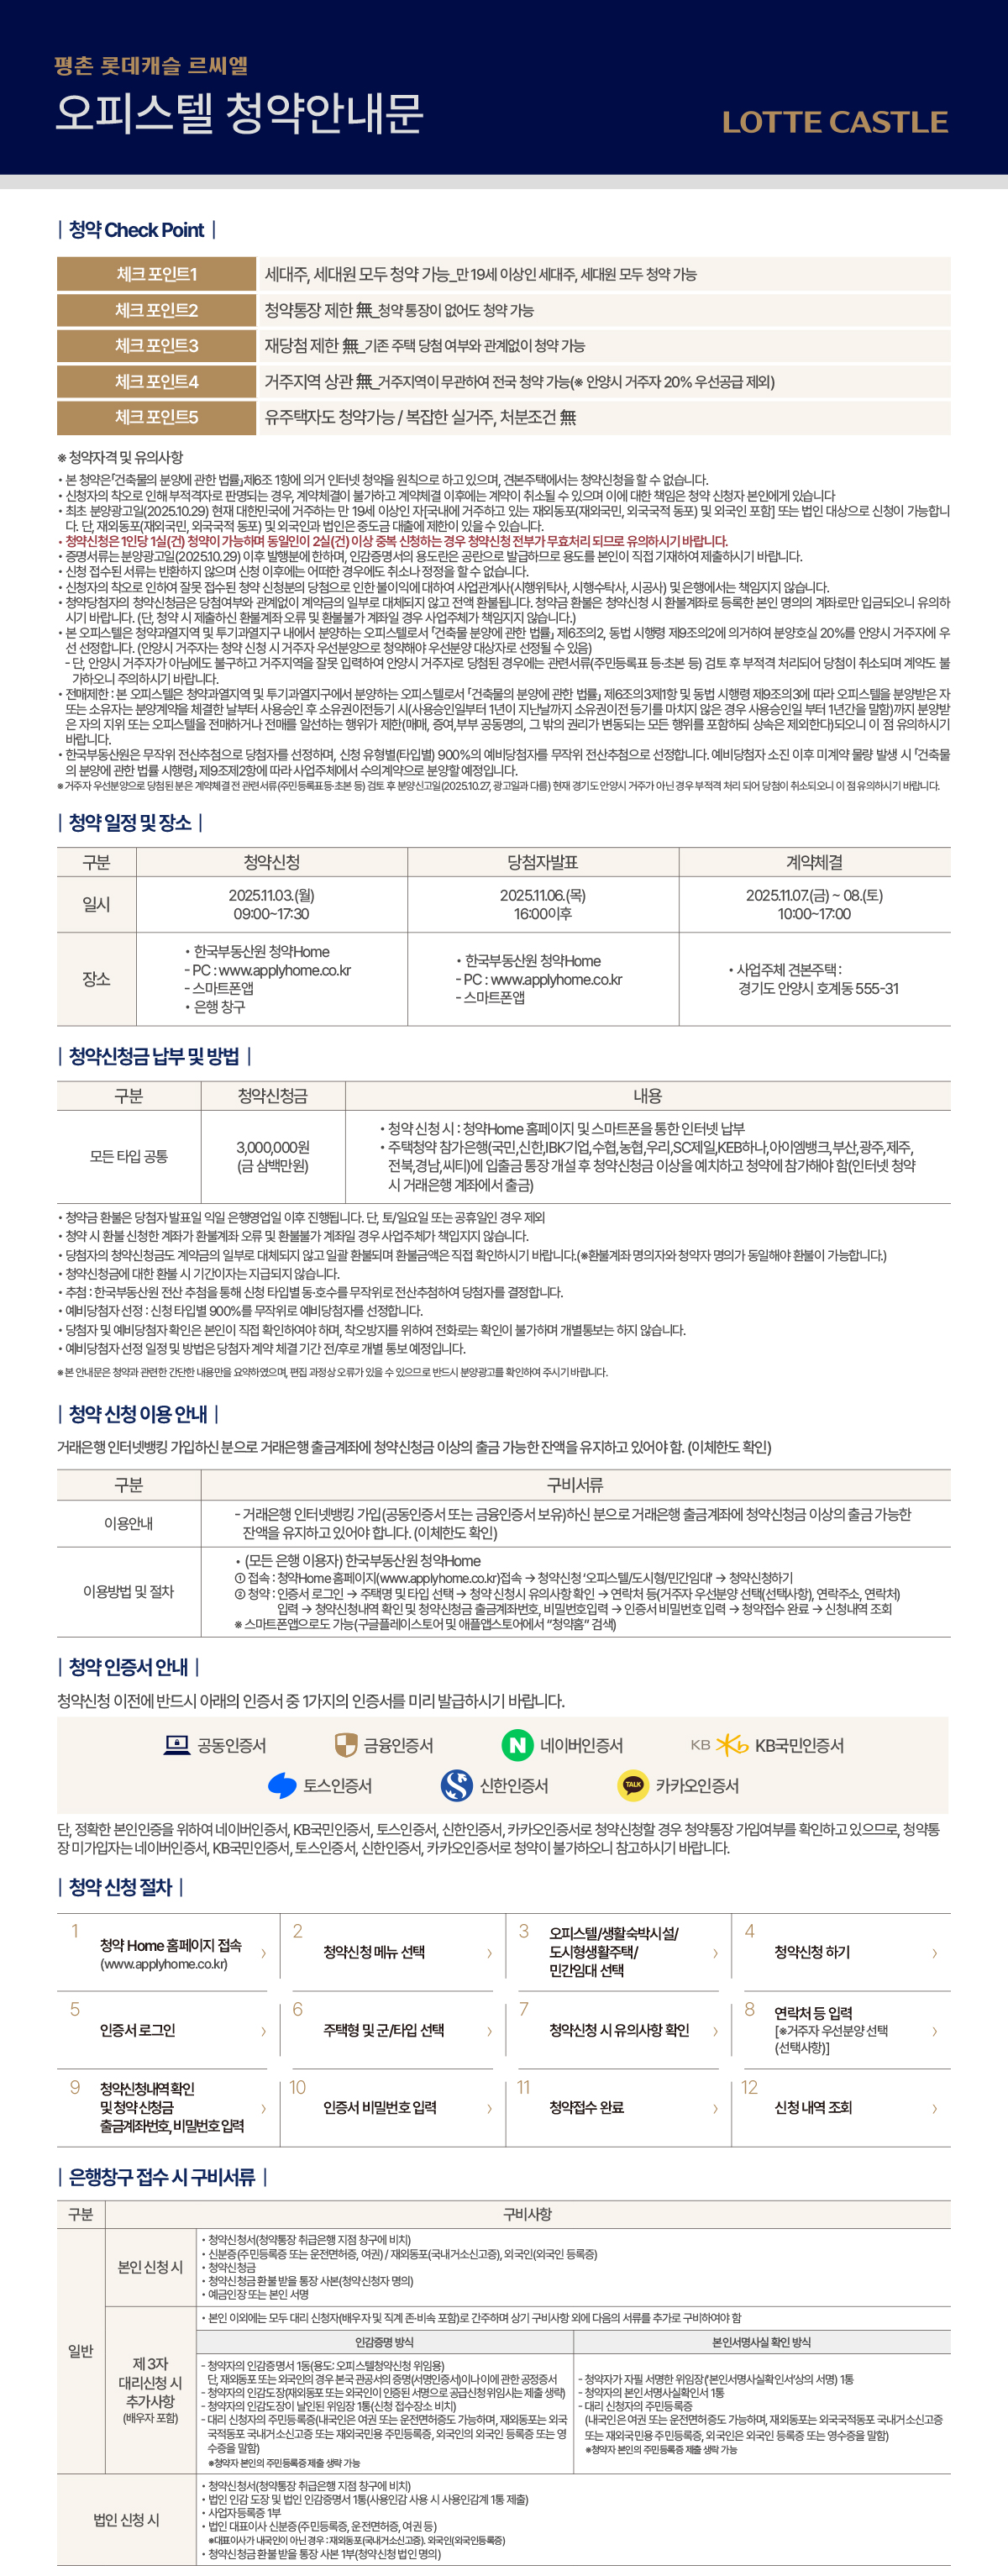 평촌 롯데캐슬 르씨엘
오피스텔 청약안내문
LOTTE CASTLE
| 청약 Check Point |
체크 포인트1 세대주, 세대원 모두 청약 가능_만 19세 이상인 세대주, 세대원 모두 청약 가능
체크 포인트2 청약통장 제한 無_청약 통장이 없어도 청약 가능
체크 포인트3 재당첨 제한 無_기존 주택 당첨 여부와 관계없이 청약 가능
체크 포인트4 거주지역 상관 無_거주지역이 무관하여 전국 청약 가능(※ 안양시 거주자 20% 우선공급 제외)
체크 포인트5 유주택자도 청약가능 / 복잡한 실거주, 처분조건 無
※ 청약자격 및 유의사항
• 본 청약은「건축물의 분양에 관한 법률」제6조 1항에 의거 인터넷 청약을 원칙으로 하고 있으며, 견본주택에서는 청약신청을 할 수 없습니다.
• 신청자의 착오로 인해 부적격자로 판명되는 경우, 계약체결이 불가하고 계약체결 이후에는 계약이 취소될 수 있으며 이에 대한 책임은 청약 신청자 본인에게 있습니다
• 최초 분양광고일(2025.10.29) 현재 대한민국에 거주하는 만 19세 이상인 자[국내에 거주하고 있는 재외동포(재외국민, 외국국적 동포) 및 외국인 포함] 또는 법인 대상으로 신청이 가능합니
다. 단, 재외동포(재외국민, 외국국적 동포) 및 외국인과 법인은 중도금 대출에 제한이 있을 수 있습니다.
• 청약신청은 1인당 1실(건) 청약이 가능하며 동일인이 2실(건) 이상 중복 신청하는 경우 청약신청 전부가 무효처리 되므로 유의하시기 바랍니다.
• 증명서류는 분양광고일(2025.10.29) 이후 발행분에 한하며, 인감증명서의 용도란은 공란으로 발급하므로 용도를 본인이 직접 기재하여 제출하시기 바랍니다.
• 신청 접수된 서류는 반환하지 않으며 신청 이후에는 어떠한 경우에도 취소나 정정을 할 수 없습니다.
• 신청자의 착오로 인하여 잘못 접수된 청약 신청분의 당첨으로 인한 불이익에 대하여 사업관계사(시행위탁사, 시행수탁사, 시공사) 및 은행에서는 책임지지 않습니다.
• 청약당첨자의 청약신청금은 당첨여부와 관계없이 계약금의 일부로 대체되지 않고 전액 환불됩니다. 청약금 환불은 청약신청 시 환불계좌로 등록한 본인 명의의 계좌로만 입금되오니 유의하
시기 바랍니다. (단, 청약 시 제출하신 환불계좌 오류 및 환불불가 계좌일 경우 사업주체가 책임지지 않습니다.)
• 본 오피스텔은 청약과열지역 및 투기과열지구 내에서 분양하는 오피스텔로서 「건축물 분양에 관한 법률」 제6조의2, 동법 시행령 제9조의2에 의거하여 분양호실 20%를 안양시 거주자에 우
선 선정합니다. (안양시 거주자는 청약 신청 시 거주자 우선분양으로 청약해야 우선분양 대상자로 선정될 수 있음)
- 단, 안양시 거주자가 아님에도 불구하고 거주지역을 잘못 입력하여 안양시 거주자로 당첨된 경우에는 관련서류(주민등록표 등·초본 등) 검토 후 부적격 처리되어 당첨이 취소되며 계약도 불
가하오니 주의하시기 바랍니다.
• 전매제한 : 본 오피스텔은 청약과열지역 및 투기과열지구에서 분양하는 오피스텔로서 「건축물의 분양에 관한 법률」 제6조의3제1항 및 동법 시행령 제9조의3에 따라 오피스텔을 분양받은 자
또는 소유자는 분양계약을 체결한 날부터 사용승인 후 소유권이전등기 시(사용승인일부터 1년이 지난날까지 소유권이전 등기를 마치지 않은 경우 사용승인일 부터 1년간을 말함)까지 분양받
은 자의 지위 또는 오피스텔을 전매하거나 전매를 알선하는 행위가 제한(매매, 증여,부부 공동명의, 그 밖의 권리가 변동되는 모든 행위를 포함하되 상속은 제외한다)되오니 이 점 유의하시기
바랍니다.
• 한국부동산원은 무작위 전산추첨으로 당첨자를 선정하며, 신청 유형별(타입별) 900%의 예비당첨자를 무작위 전산추첨으로 선정합니다. 예비당첨자 소진 이후 미계약 물량 발생 시 「건축물
의 분양에 관한 법률 시행령」 제9조제2항에 따라 사업주체에서 수의계약으로 분양할 예정입니다.
※ 거주자 우선분양으로 당첨된 분은 계약체결 전 관련서류(주민등록표등·초본 등) 검토 후 분양신고일(2025.10.27, 광고일과 다름) 현재 경기도 안양시 거주가 아닌 경우 부적격 처리 되어 당첨이 취소되오니 이 점 유의하시기 바랍니다.
| 청약 일정 및 장소 |
구분 청약신청 당첨자발표 계약체결
일시 2025.11.03.(월) 2025.11.06.(목) 2025.11.07.(금) ~ 08.(토)
09:00~17:30 16:00이후 10:00~17:00
장소
• 한국부동산원 청약Home
- PC : www.applyhome.co.kr
- 스마트폰앱
• 은행 창구
• 한국부동산원 청약Home
- PC : www.applyhome.co.kr
- 스마트폰앱
• 사업주체 견본주택 :
경기도 안양시 호계동 555-31
| 청약신청금 납부 및 방법 |
구분 청약신청금 내용
모든 타입 공통
3,000,000원
(금 삼백만원)
• 청약 신청 시 : 청약Home 홈페이지 및 스마트폰을 통한 인터넷 납부
• 주택청약 참가은행(국민,신한,IBK기업,수협,농협,우리,SC제일,KEB하나,아이엠뱅크,부산,광주,제주,
전북,경남,씨티)에 입출금 통장 개설 후 청약신청금 이상을 예치하고 청약에 참가해야 함(인터넷 청약
시 거래은행 계좌에서 출금)
• 청약금 환불은 당첨자 발표일 익일 은행영업일 이후 진행됩니다. 단, 토/일요일 또는 공휴일인 경우 제외
• 청약 시 환불 신청한 계좌가 환불계좌 오류 및 환불불가 계좌일 경우 사업주체가 책임지지 않습니다.
• 당첨자의 청약신청금도 계약금의 일부로 대체되지 않고 일괄 환불되며 환불금액은 직접 확인하시기 바랍니다.(※환불계좌 명의자와 청약자 명의가 동일해야 환불이 가능합니다.)
• 청약신청금에 대한 환불 시 기간이자는 지급되지 않습니다.
• 추첨 : 한국부동산원 전산 추첨을 통해 신청 타입별 동·호수를 무작위로 전산추첨하여 당첨자를 결정합니다.
• 예비당첨자 선정 : 신청 타입별 900%를 무작위로 예비당첨자를 선정합니다.
• 당첨자 및 예비당첨자 확인은 본인이 직접 확인하여야 하며, 착오방지를 위하여 전화로는 확인이 불가하며 개별통보는 하지 않습니다.
• 예비당첨자 선정 일정 및 방법은 당첨자 계약 체결 기간 전/후로 개별 통보 예정입니다.
※ 본 안내문은 청약과 관련한 간단한 내용만을 요약하였으며, 편집 과정상 오류가 있을 수 있으므로 반드시 분양광고를 확인하여 주시기 바랍니다.
| 청약 신청 이용 안내 |
거래은행 인터넷뱅킹 가입하신 분으로 거래은행 출금계좌에 청약신청금 이상의 출금 가능한 잔액을 유지하고 있어야 함. (이체한도 확인)
구분 구비서류
이용안내
- 거래은행 인터넷뱅킹 가입(공동인증서 또는 금융인증서 보유)하신 분으로 거래은행 출금계좌에 청약신청금 이상의 출금 가능한
잔액을 유지하고 있어야 합니다. (이체한도 확인)
이용방법 및 절차
• (모든 은행 이용자) 한국부동산원 청약Home
① 접속 : 청약Home 홈페이지(www.applyhome.co.kr)접속 → 청약신청 '오피스텔/도시형/민간임대' → 청약신청하기
② 청약 : 인증서 로그인 → 주택명 및 타입 선택 → 청약 신청시 유의사항 확인 → 연락처 등(거주자 우선분양 선택(선택사항), 연락주소, 연락처)
입력 → 청약신청내역 확인 및 청약신청금 출금계좌번호, 비밀번호입력 → 인증서 비밀번호 입력 → 청약접수 완료 → 신청내역 조회
※ 스마트폰앱으로도 가능(구글플레이스토어 및 애플앱스토어에서 "청약홈" 검색)
| 청약 인증서 안내 |
청약신청 이전에 반드시 아래의 인증서 중 1가지의 인증서를 미리 발급하시기 바랍니다.
공동인증서 금융인증서 N 네이버인증서 KB KB국민인증서
토스인증서 신한인증서 TALK 카카오인증서
단, 정확한 본인인증을 위하여 네이버인증서, KB국민인증서, 토스인증서, 신한인증서, 카카오인증서로 청약신청할 경우 청약통장 가입여부를 확인하고 있으므로, 청약통
장 미가입자는 네이버인증서, KB국민인증서, 토스인증서, 신한인증서, 카카오인증서로 청약이 불가하오니 참고하시기 바랍니다.
| 청약 신청 절차 |
1 청약 Home 홈페이지 접속
(www.applyhome.co.kr)
2 청약신청 메뉴 선택
3 오피스텔/생활숙박시설/
도시형생활주택/
민간임대 선택
4 청약신청 하기
5 인증서 로그인
6 주택형 및 군/타입 선택
7 청약신청 시 유의사항 확인
8 연락처 등 입력
[※거주자 우선분양 선택
(선택사항)]
9 청약신청내역 확인
및 청약 신청금
출금계좌번호, 비밀번호 입력
10 인증서 비밀번호 입력
11 청약접수 완료
12 신청 내역 조회
| 은행창구 접수 시 구비서류 |
구분 구비사항
일반
본인 신청 시
• 청약신청서(청약통장 취급은행 지점 창구에 비치)
• 신분증(주민등록증 또는 운전면허증, 여권) / 재외동포(국내거소신고증), 외국인(외국인 등록증)
• 청약신청금
• 청약신청금 환불 받을 통장 사본(청약신청자 명의)
• 예금인장 또는 본인 서명
제 3자
대리신청 시
추가사항
(배우자 포함)
• 본인 이외에는 모두 대리 신청자(배우자 및 직계 존·비속 포함)로 간주하며 상기 구비사항 외에 다음의 서류를 추가로 구비하여야 함
인감증명 방식 본인서명사실 확인 방식
- 청약자의 인감증명서 1동(용도: 오피스텔청약신청 위임용)
단, 재외동포 또는 외국인의 경우 본국 관공서의 증명(서명인증서)이나 이에 관한 공정증서
- 청약자의 인감도장(재외동포 또는 외국인이 인증된 서명으로 공급신청 위임시는 제출 생략)
- 청약자의 인감도장이 날인된 위임장 1통(신청 접수장소 비치)
- 대리 신청자의 주민등록증(내국인은 여권 또는 운전면허증도 가능하며, 재외동포는 외국
국적동포 국내거소신고증 또는 재외국민용 주민등록증, 외국인의 외국인 등록증 또는 영
수증을 말함)
※청약자 본인의 주민등록증 제출 생략 가능
- 청약자가 자필 서명한 위임장('본인서명사실확인서'상의 서명) 1통
- 청약자의 본인서명사실확인서 1통
- 대리 신청자의 주민등록증
(내국인은 여권 또는 운전면허증도 가능하며, 재외동포는 외국국적동포 국내거소신고증
또는 재외국민용 주민등록증, 외국인은 외국인 등록증 또는 영수증을 말함)
※청약자 본인의 주민등록증 제출 생략 가능
법인 신청 시
• 청약신청서(청약통장 취급은행 지점 창구에 비치)
• 법인 인감 도장 및 법인 인감증명서 1통(사용인감 사용 시 사용인감계 1통 제출)
• 사업자등록증 1부
• 법인 대표이사 신분증(주민등록증, 운전면허증, 여권 등)
※대표이사가 내국인이 아닌 경우 : 재외동포(국내거소신고증). 외국인(외국인등록증)
• 청약신청금 환불 받을 통장 사본 1부(청약신청 법인 명의)